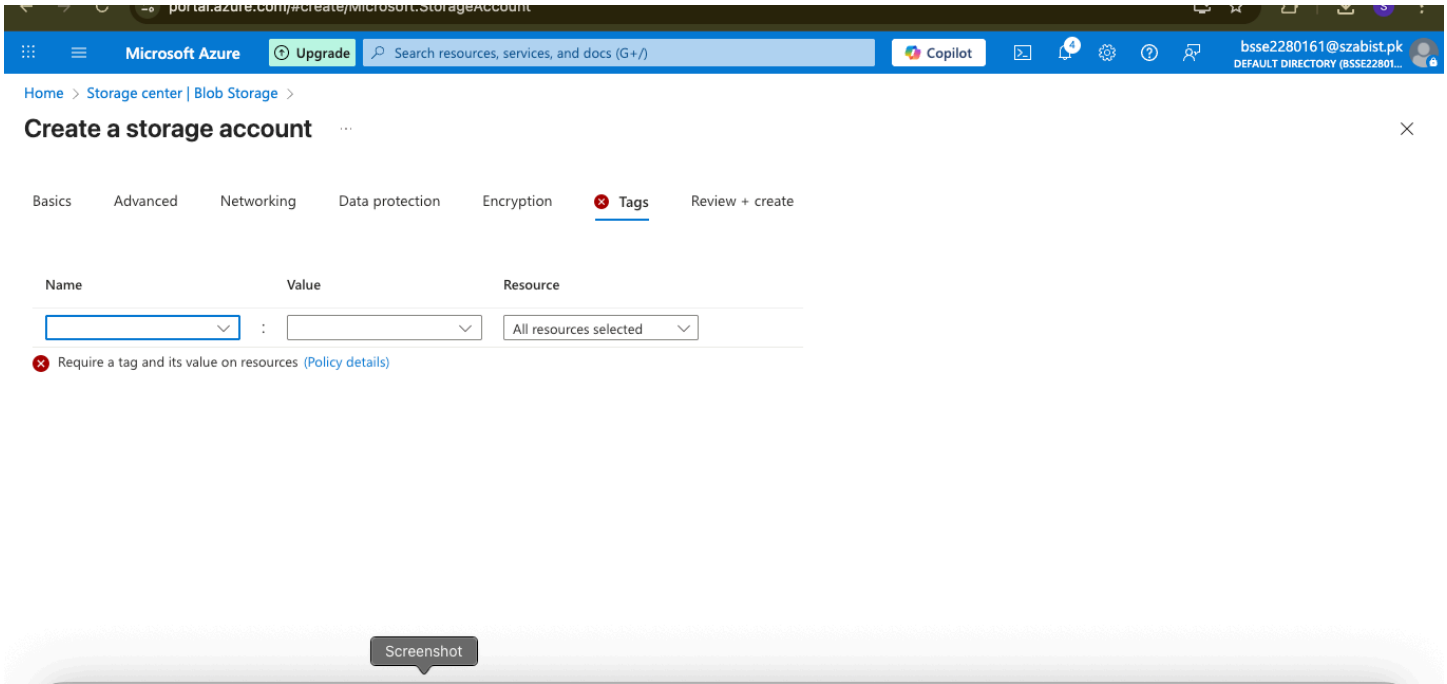 portal.azure.com/#create/Microsoft.StorageAccount
S
Microsoft Azure
Upgrade
Search resources, services, and docs (G+/)
Copilot
4
bsse2280161@szabist.pk
DEFAULT DIRECTORY (BSSE22801...
Home > Storage center | Blob Storage >
Create a storage account ...
Basics Advanced Networking Data protection Encryption Tags Review + create
Name Value Resource
: All resources selected
Require a tag and its value on resources (Policy details)
Screenshot